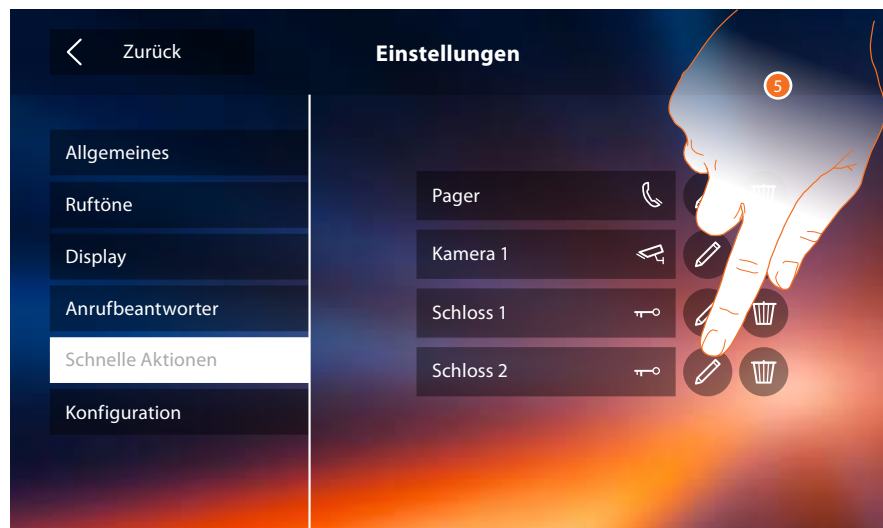 Zurück
Einstellungen
5
Allgemeines
Ruftöne
Display
Anrufbeantworter
Schnelle Aktionen
Konfiguration
Pager
Kamera 1
Schloss 1
Schloss 2